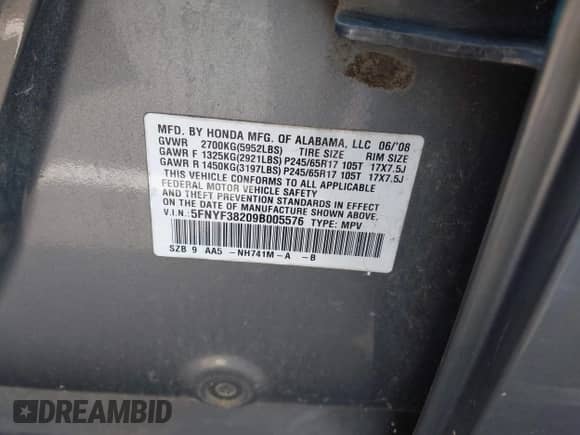 MFD. BY HONDA MFG. OF ALABAMA, LLC 06/'08
GVWR 2700KG(5952LBS) TIRE SIZE RIM SIZE
GAWR F 1325KG(2921LBS) P245/65R17 105T 17X7.5J
GAWR R 1450KG(3197LBS) P245/65R17 105T 17X7.5J
THIS VEHICLE CONFORMS TO ALL APPLICABLE
FEDERAL MOTOR VEHICLE SAFETY
AND THEFT PREVENTION STANDARDS IN EFFECT
ON THE DATE OF MANUFACTURE SHOWN ABOVE.
V.I.N.: 5FNYF38209B005576 TYPE: MPV
SZB 9 AA5 -NH741M-A -B
DREAMBID